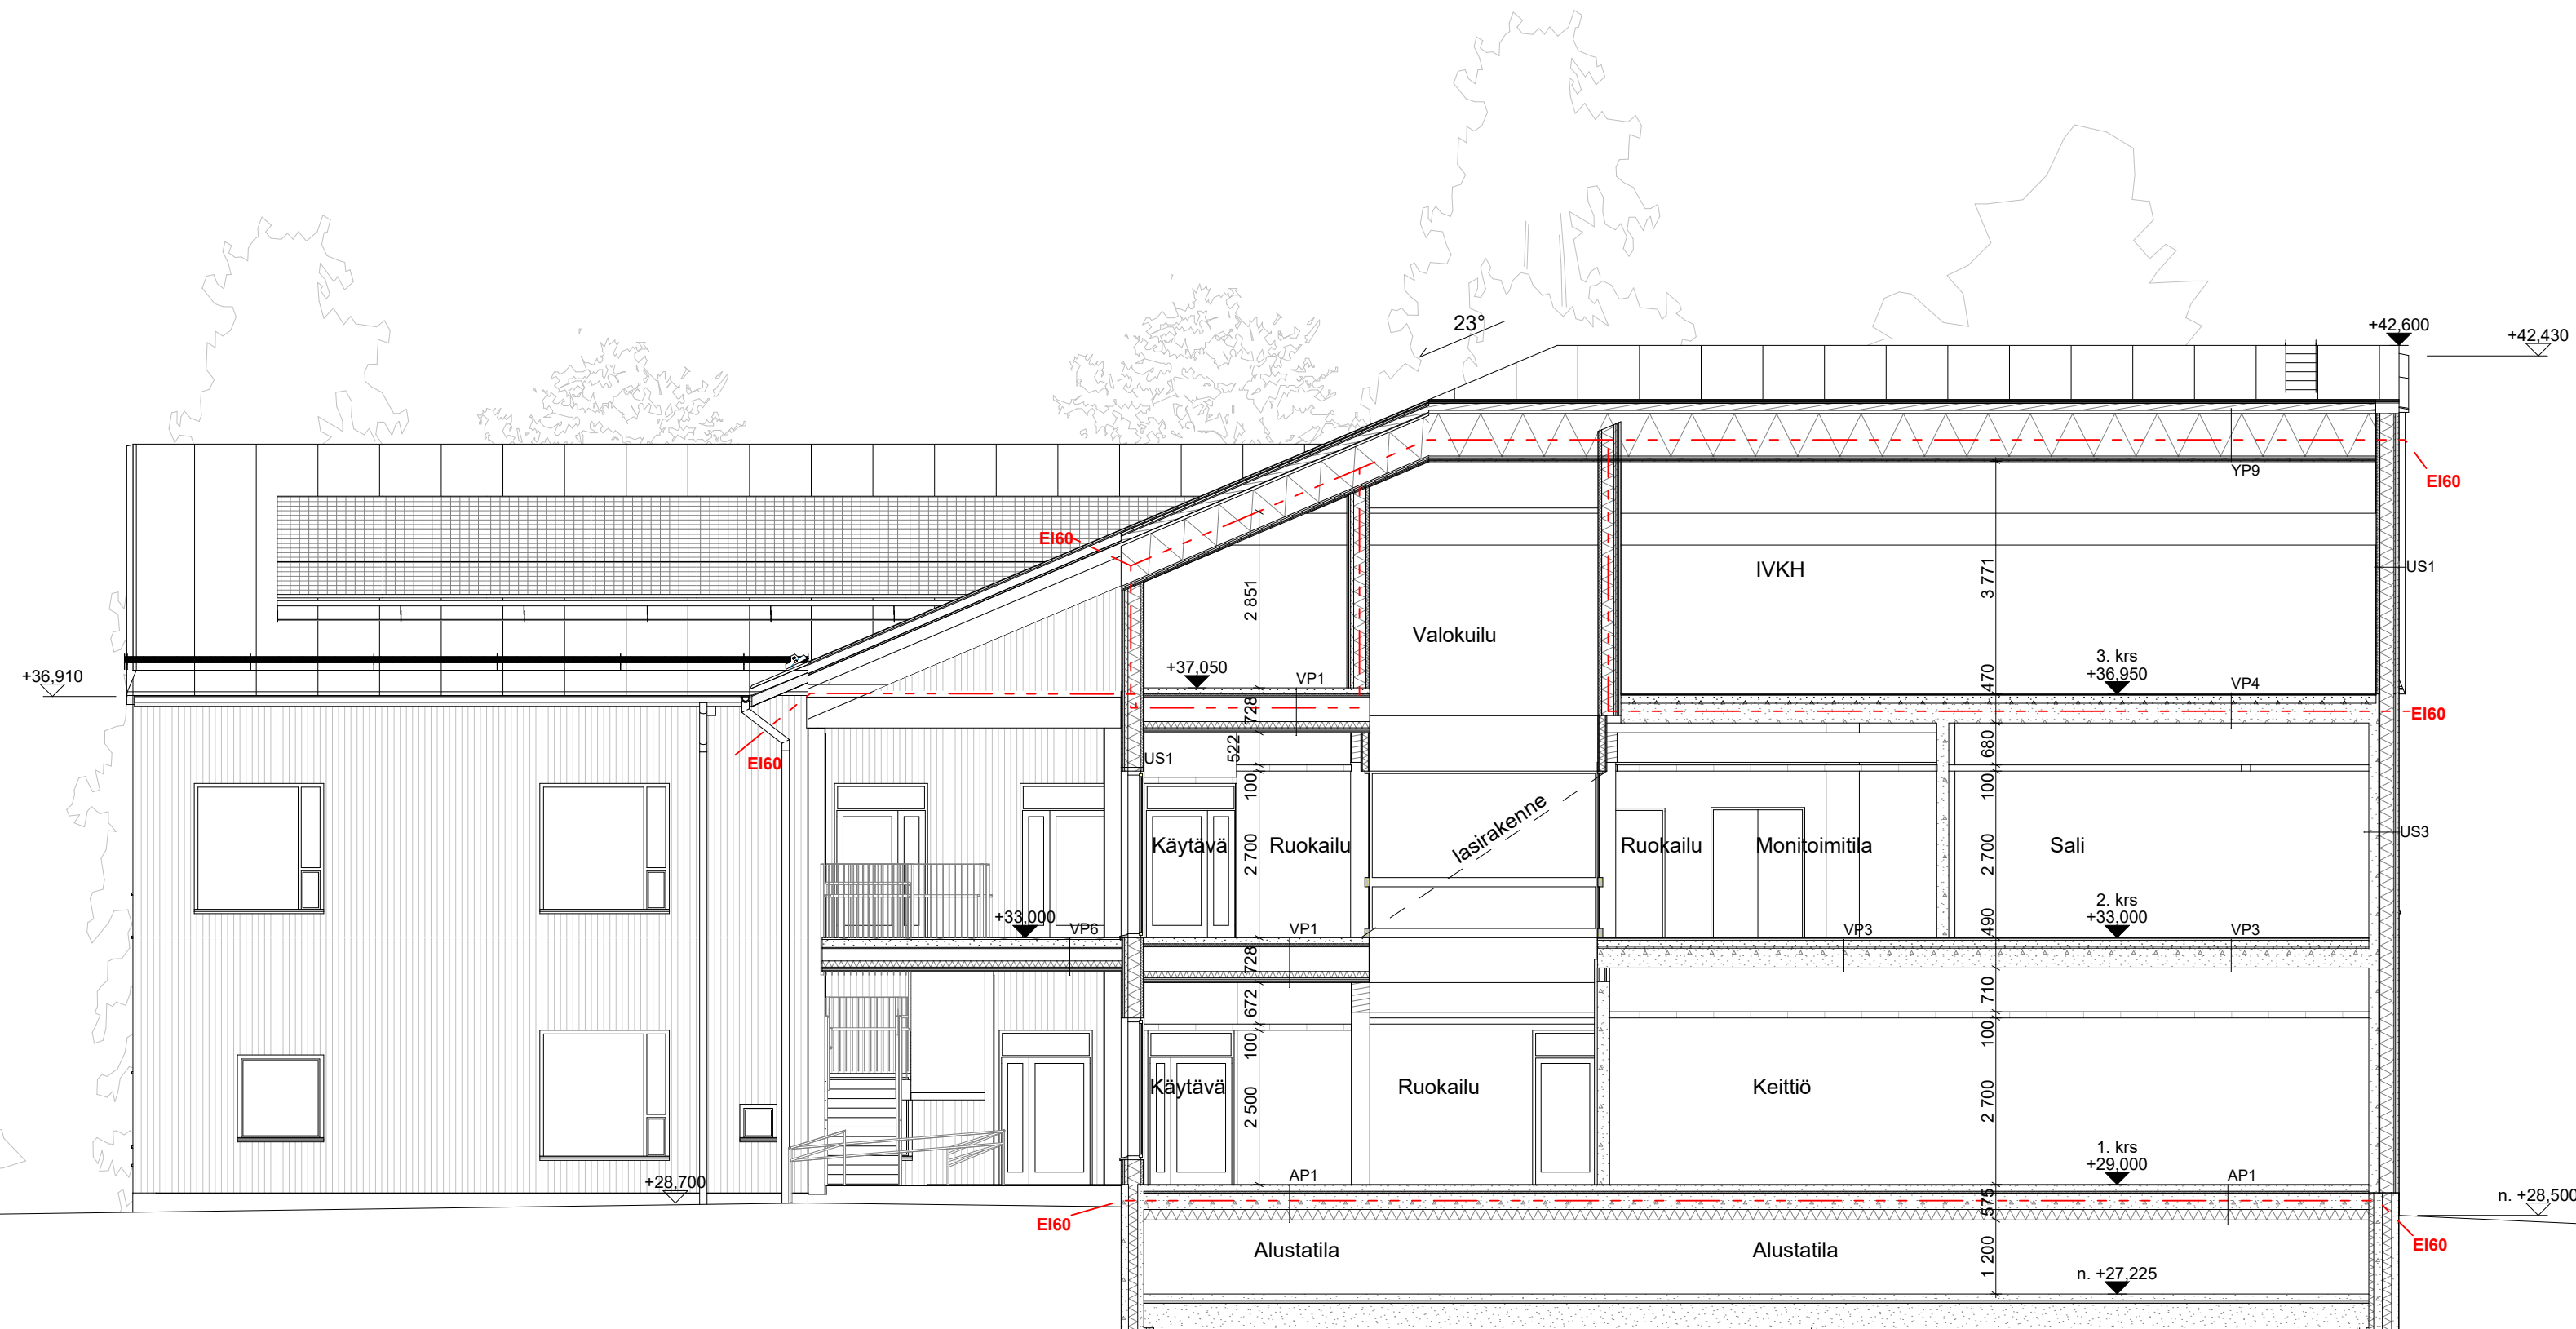 23°
+42,600
+42,430
YP9
EI60
EI60
IVKH
3 771
US1
2 851
Valokuilu
+36,910
+37,050
VP1
470
3. krs
+36,950
VP4
EI60
728
EI60
US1
522
680
100
100
lasirakenne
Käytävä
Ruokailu
2 700
Ruokailu
Monitoimitila
2 700
Sali
US3
+33,000
VP6
VP1
490
2. krs
+33,000
VP3
VP3
728
672
710
100
100
Käytävä
2 500
Ruokailu
Keittiö
2 700
1. krs
+29,000
+28,700
AP1
AP1
575
n. +28,500
EI60
EI60
Alustatila
Alustatila
1 200
n. +27,225